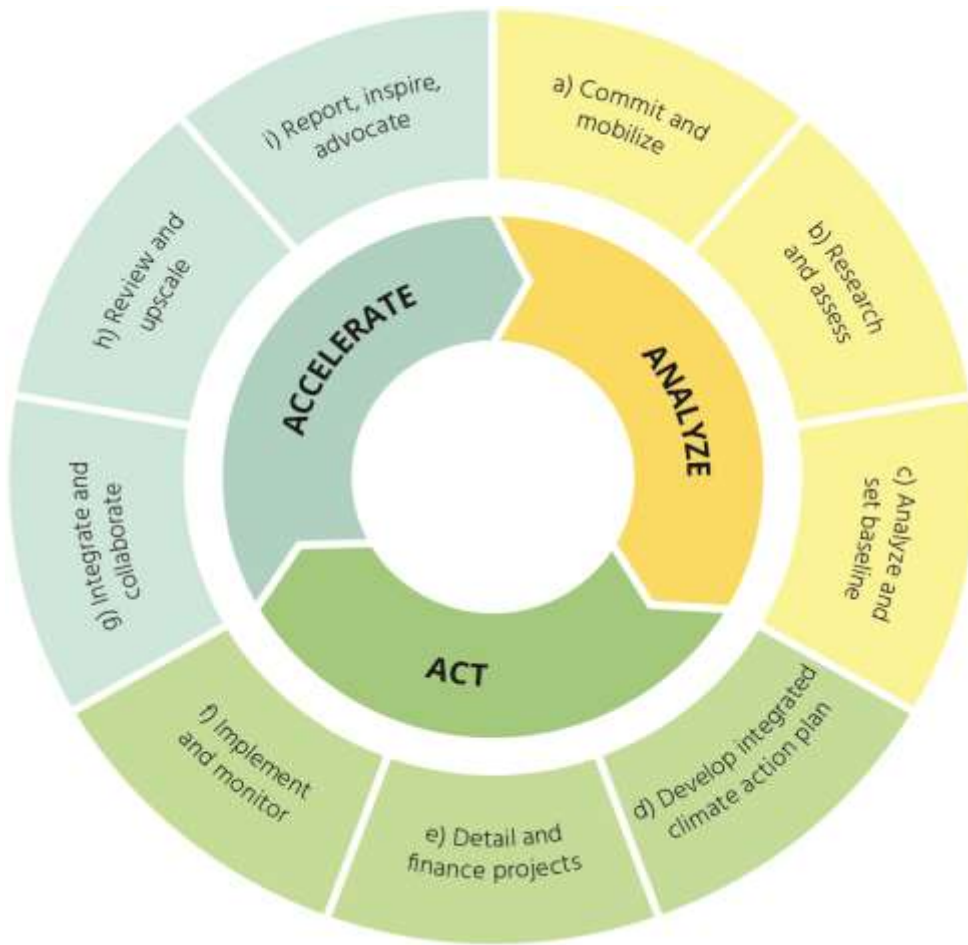 a) Commit and
mobilize
b) Research
and assess
c) Analyze and
set baseline
d) Develop integrated
climate action plan
e) Detail and
finance projects
f) Implement
and monitor
g) Integrate and
collaborate
h) Review and
upscale
i) Report, inspire,
advocate
ANALYZE
ACT
ACCELERATE